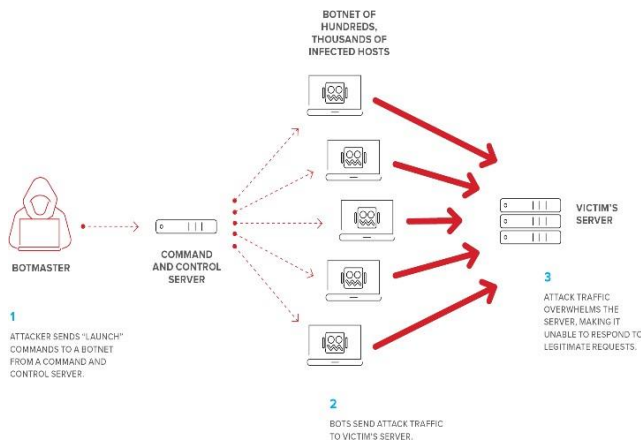 BOTNET OF
HUNDREDS,
THOUSANDS OF
INFECTED HOSTS
BOTMASTER
COMMAND
AND CONTROL
SERVER
VICTIM'S
SERVER
1
ATTACKER SENDS "LAUNCH"
COMMANDS TO A BOTNET
FROM A COMMAND AND
CONTROL SERVER.
2
BOTS SEND ATTACK TRAFFIC
TO VICTIM'S SERVER.
3
ATTACK TRAFFIC
OVERWHELMS THE
SERVER, MAKING IT
UNABLE TO RESPOND TO
LEGITIMATE REQUESTS.